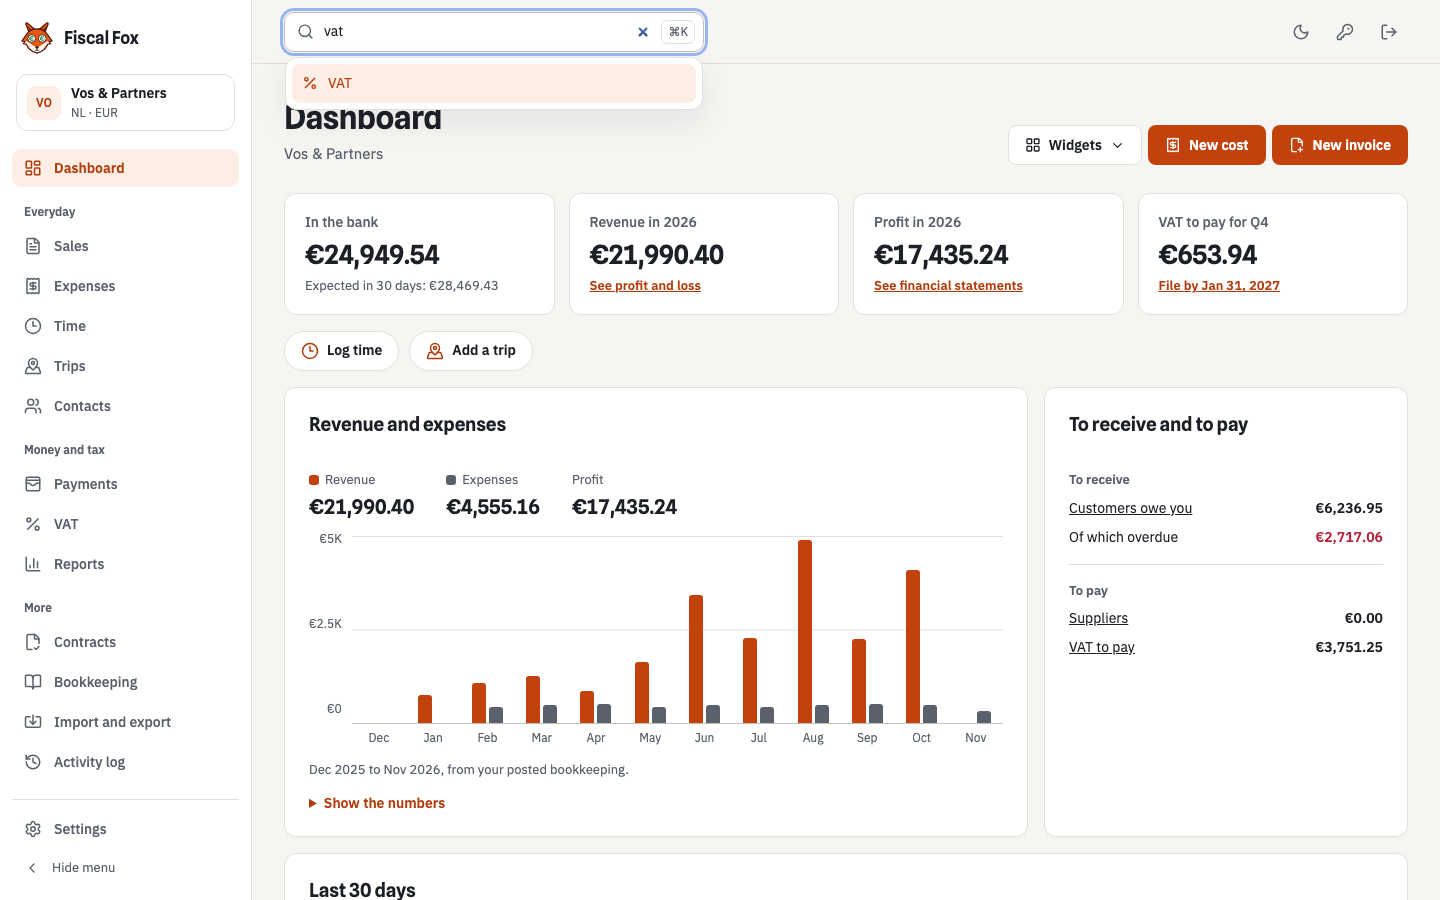 Fiscal Fox
vat
⌘K
VO
Vos & Partners
NL · EUR
VAT
Dashboard
Vos & Partners
Widgets
New cost
New invoice
Dashboard
Everyday
Sales
Expenses
Time
Trips
Contacts
Money and tax
Payments
VAT
Reports
More
Contracts
Bookkeeping
Import and export
Activity log
Settings
Hide menu
In the bank
€24,949.54
Expected in 30 days: €28,469.43
Revenue in 2026
€21,990.40
See profit and loss
Profit in 2026
€17,435.24
See financial statements
VAT to pay for Q4
€653.94
File by Jan 31, 2027
Log time
Add a trip
Revenue and expenses
Revenue
€21,990.40
Expenses
€4,555.16
Profit
€17,435.24
€5K
€2.5K
€0
Dec Jan Feb Mar Apr May Jun Jul Aug Sep Oct Nov
Dec 2025 to Nov 2026, from your posted bookkeeping.
Show the numbers
To receive and to pay
To receive
Customers owe you €6,236.95
Of which overdue €2,717.06
To pay
Suppliers €0.00
VAT to pay €3,751.25
Last 30 days